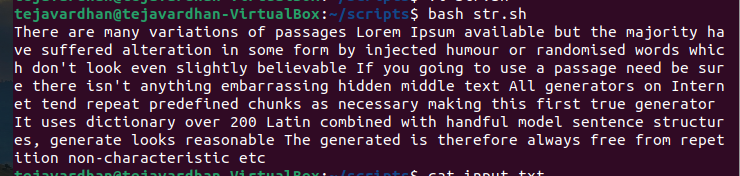 tejavardhan@tejavardhan-VirtualBox:~/scripts$ bash str.sh
There are many variations of passages Lorem Ipsum available but the majority ha
ve suffered alteration in some form by injected humour or randomised words whic
h don't look even slightly believable If you going to use a passage need be sur
e there isn't anything embarrassing hidden middle text All generators on Intern
et tend repeat predefined chunks as necessary making this first true generator
It uses dictionary over 200 Latin combined with handful model sentence structur
es, generate looks reasonable The generated is therefore always free from repet
ition non-characteristic etc
tejavardhan@tejavardhan-VirtualBox:~/scripts$ cat input.txt